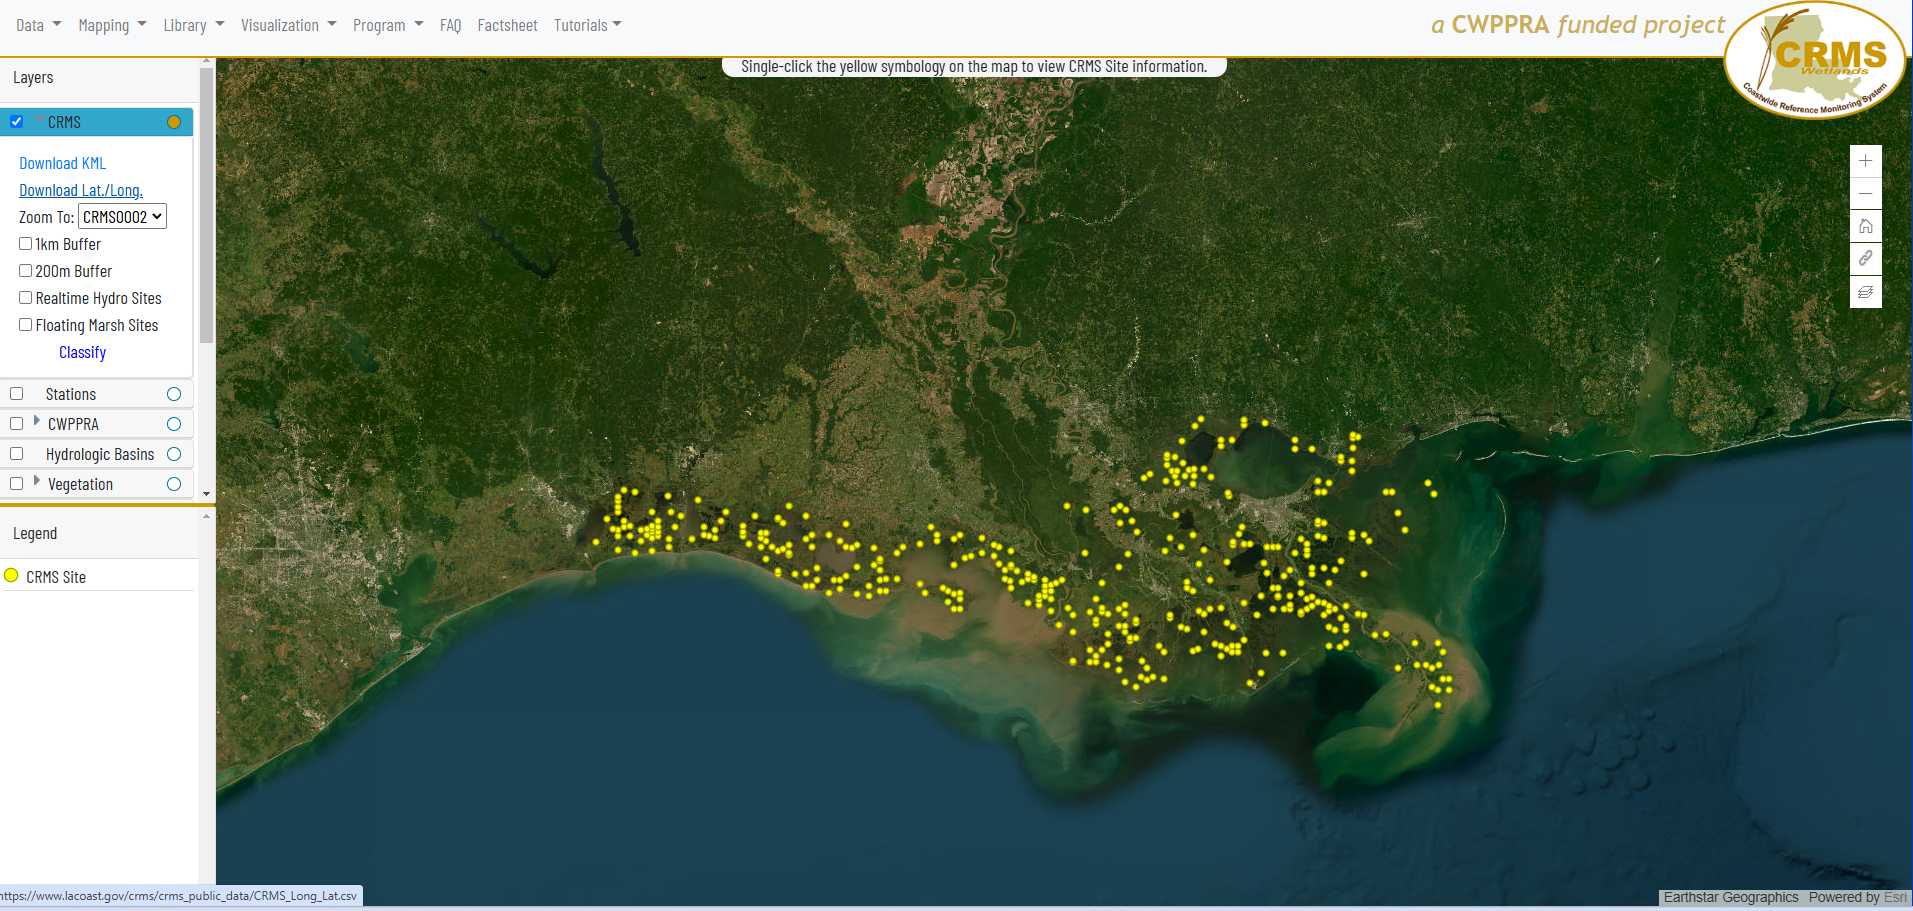 Data Mapping Library Visualization Program FAQ Factsheet Tutorials
a CWPPRA funded project
CRMS
Wetlands
Coastwide Reference Monitoring System
Single-click the yellow symbology on the map to view CRMS Site information.
Layers
CRMS
Download KML
Download Lat./Long.
Zoom To: CRMS0002
1km Buffer
200m Buffer
Realtime Hydro Sites
Floating Marsh Sites
Classify
Stations
CWPPRA
Hydrologic Basins
Vegetation
Legend
CRMS Site
https://www.lacoast.gov/crms/crms_public_data/CRMS_Long_Lat.csv
Earthstar Geographics Powered by Esri